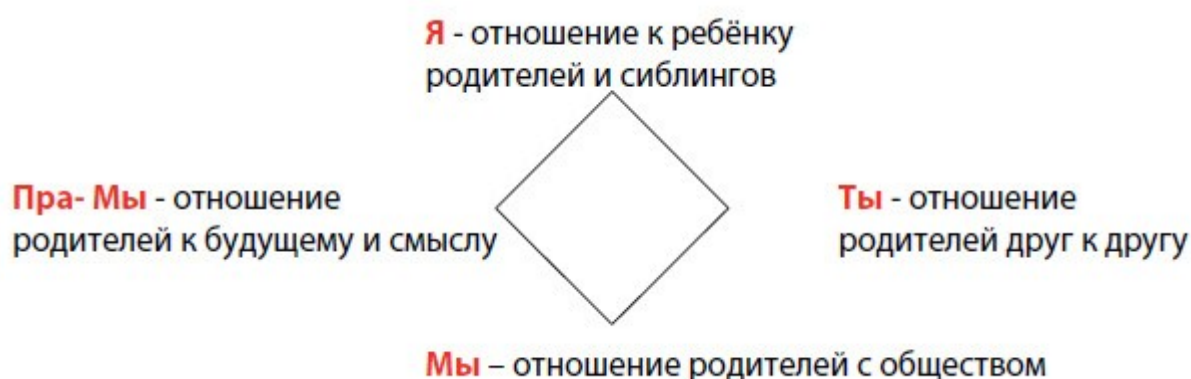 Я - отношение к ребёнку
родителей и сиблингов
Пра- Мы - отношение
родителей к будущему и смыслу
Ты - отношение
родителей друг к другу
Мы – отношение родителей с обществом